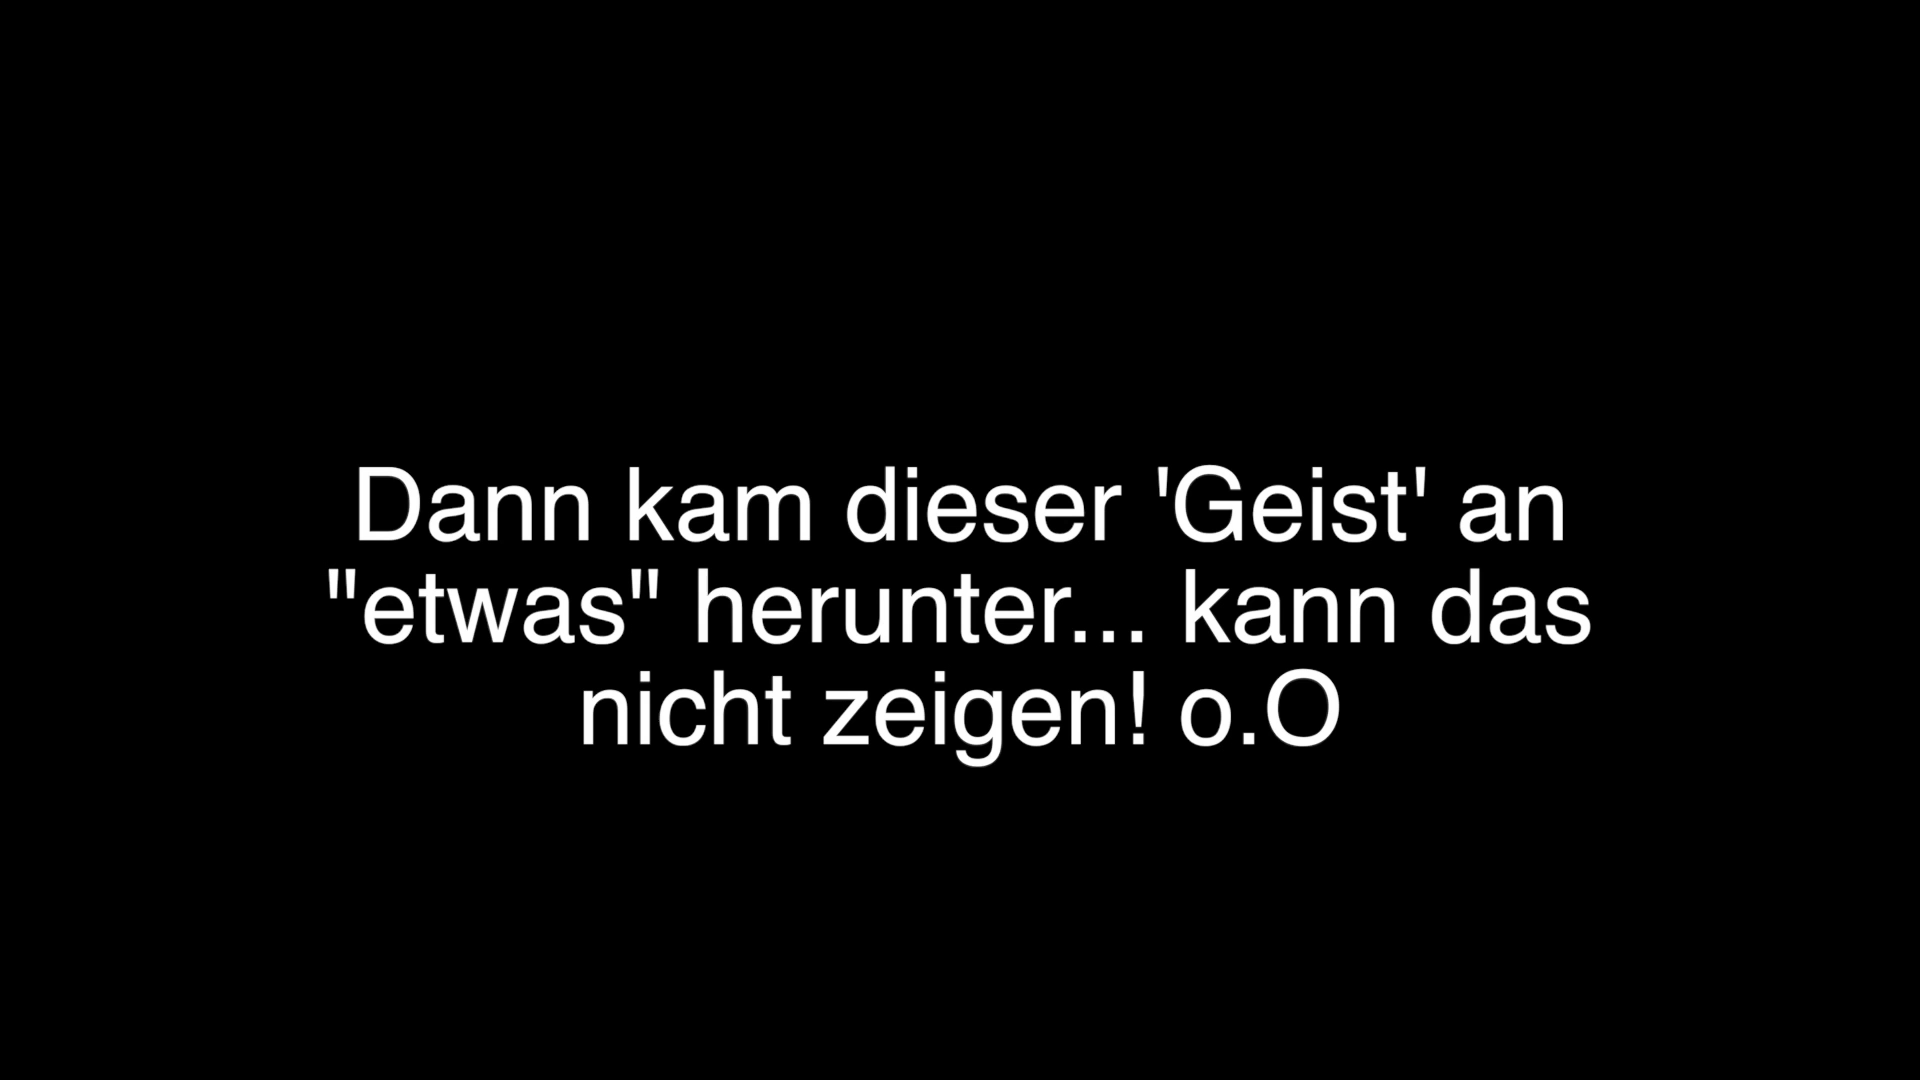 Dann kam dieser 'Geist' an
"etwas" herunter... kann das
nicht zeigen! o.O